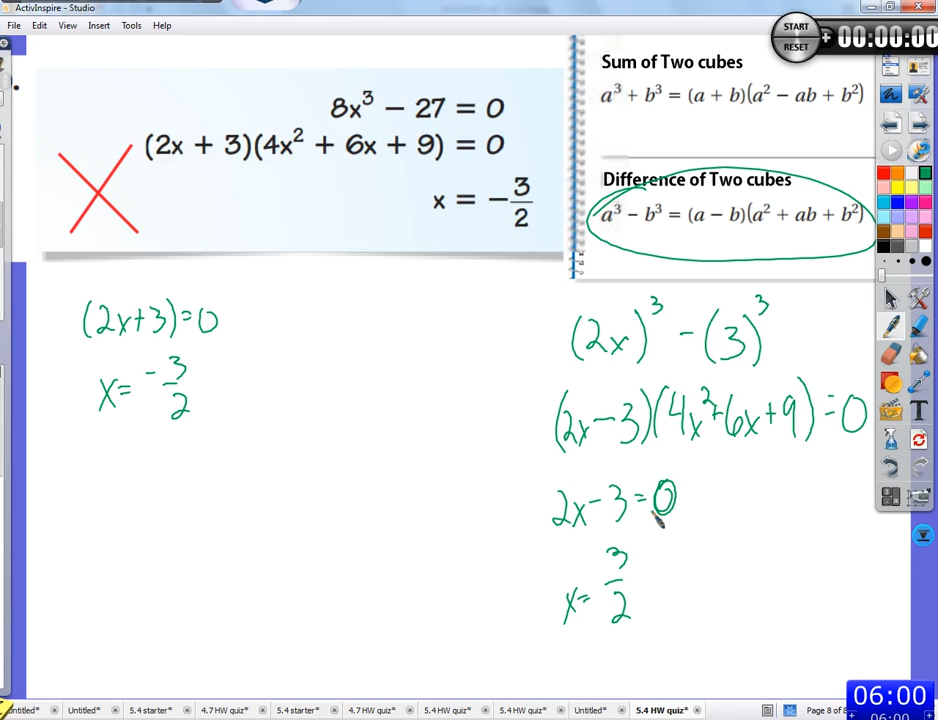 ActivInspire - Studio
File Edit View Insert Tools Help
START
RESET
00:00:00
8x³ − 27 = 0
(2x + 3)(4x² + 6x + 9) = 0
x = −3/2
Sum of Two cubes
a³ + b³ = (a + b)(a² − ab + b²)
Difference of Two cubes
a³ − b³ = (a − b)(a² + ab + b²)
(2x+3)=0
x= -3/2
(2x)³ − (3)³
(2x−3)(4x²+6x+9)=0
2x−3=0
x= 3/2
06:00
ntitled* Untitled* 5.4 starter* 4.7 HW quiz* 5.4 starter* 4.7 HW quiz* 5.4 HW quiz* 5.4 HW quiz* Untitled* 5.4 HW quiz* Page 8 of 8